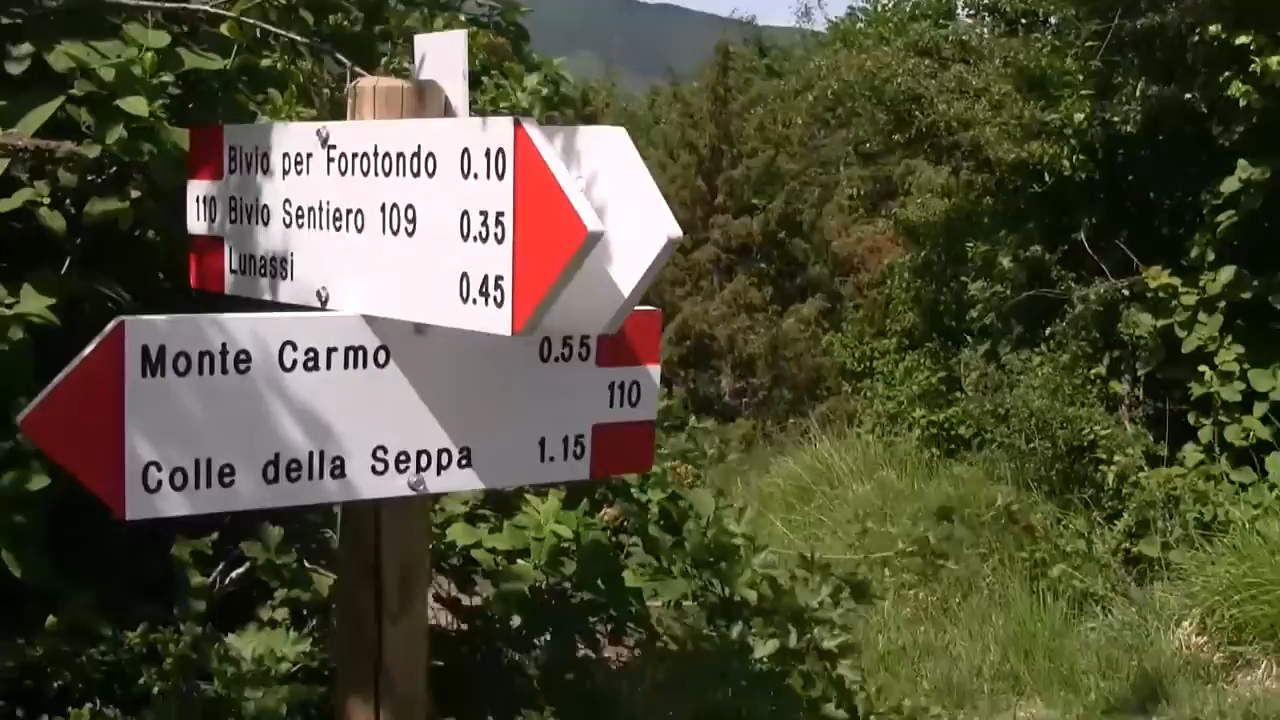 Bivio per Forotondo 0.10
110 Bivio Sentiero 109 0.35
Lunassi 0.45
Monte Carmo 0.55
110
Colle della Seppa 1.15